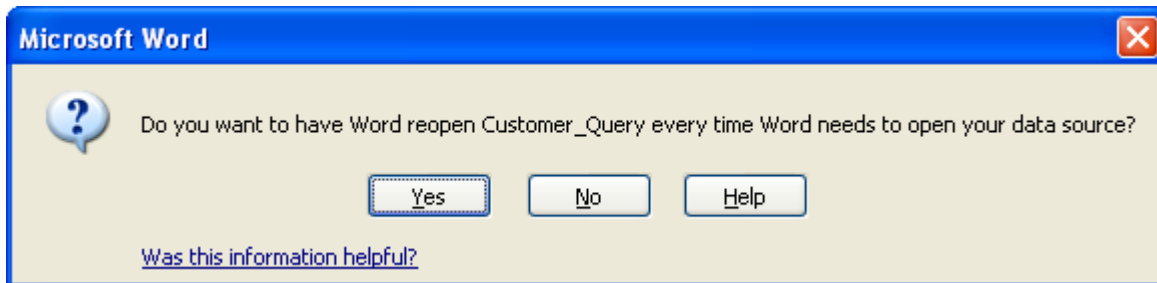 Microsoft Word
Do you want to have Word reopen Customer_Query every time Word needs to open your data source?
Yes No Help
Was this information helpful?